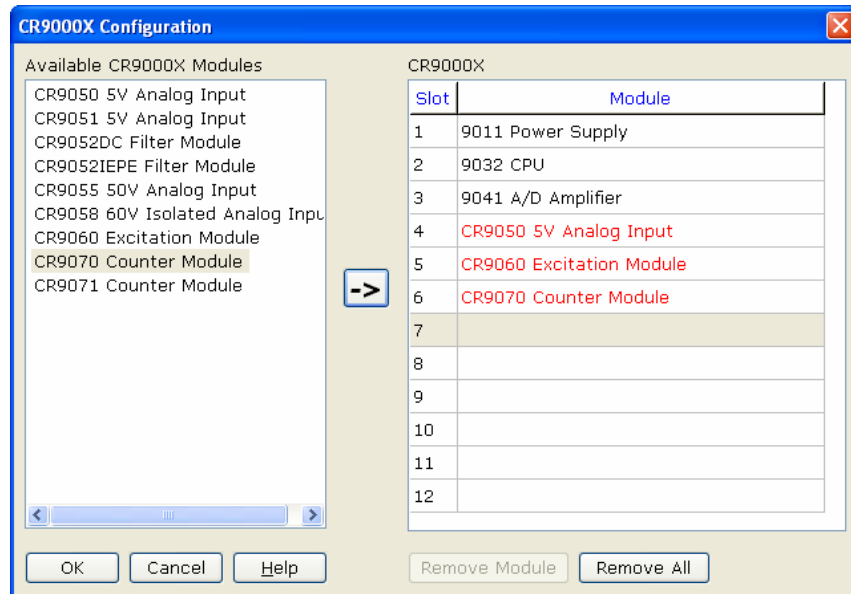 CR9000X Configuration
Available CR9000X Modules
CR9050 5V Analog Input
CR9051 5V Analog Input
CR9052DC Filter Module
CR9052IEPE Filter Module
CR9055 50V Analog Input
CR9058 60V Isolated Analog Inpu
CR9060 Excitation Module
CR9070 Counter Module
CR9071 Counter Module
->
CR9000X
Slot Module
1 9011 Power Supply
2 9032 CPU
3 9041 A/D Amplifier
4 CR9050 5V Analog Input
5 CR9060 Excitation Module
6 CR9070 Counter Module
7
8
9
10
11
12
OK Cancel Help Remove Module Remove All